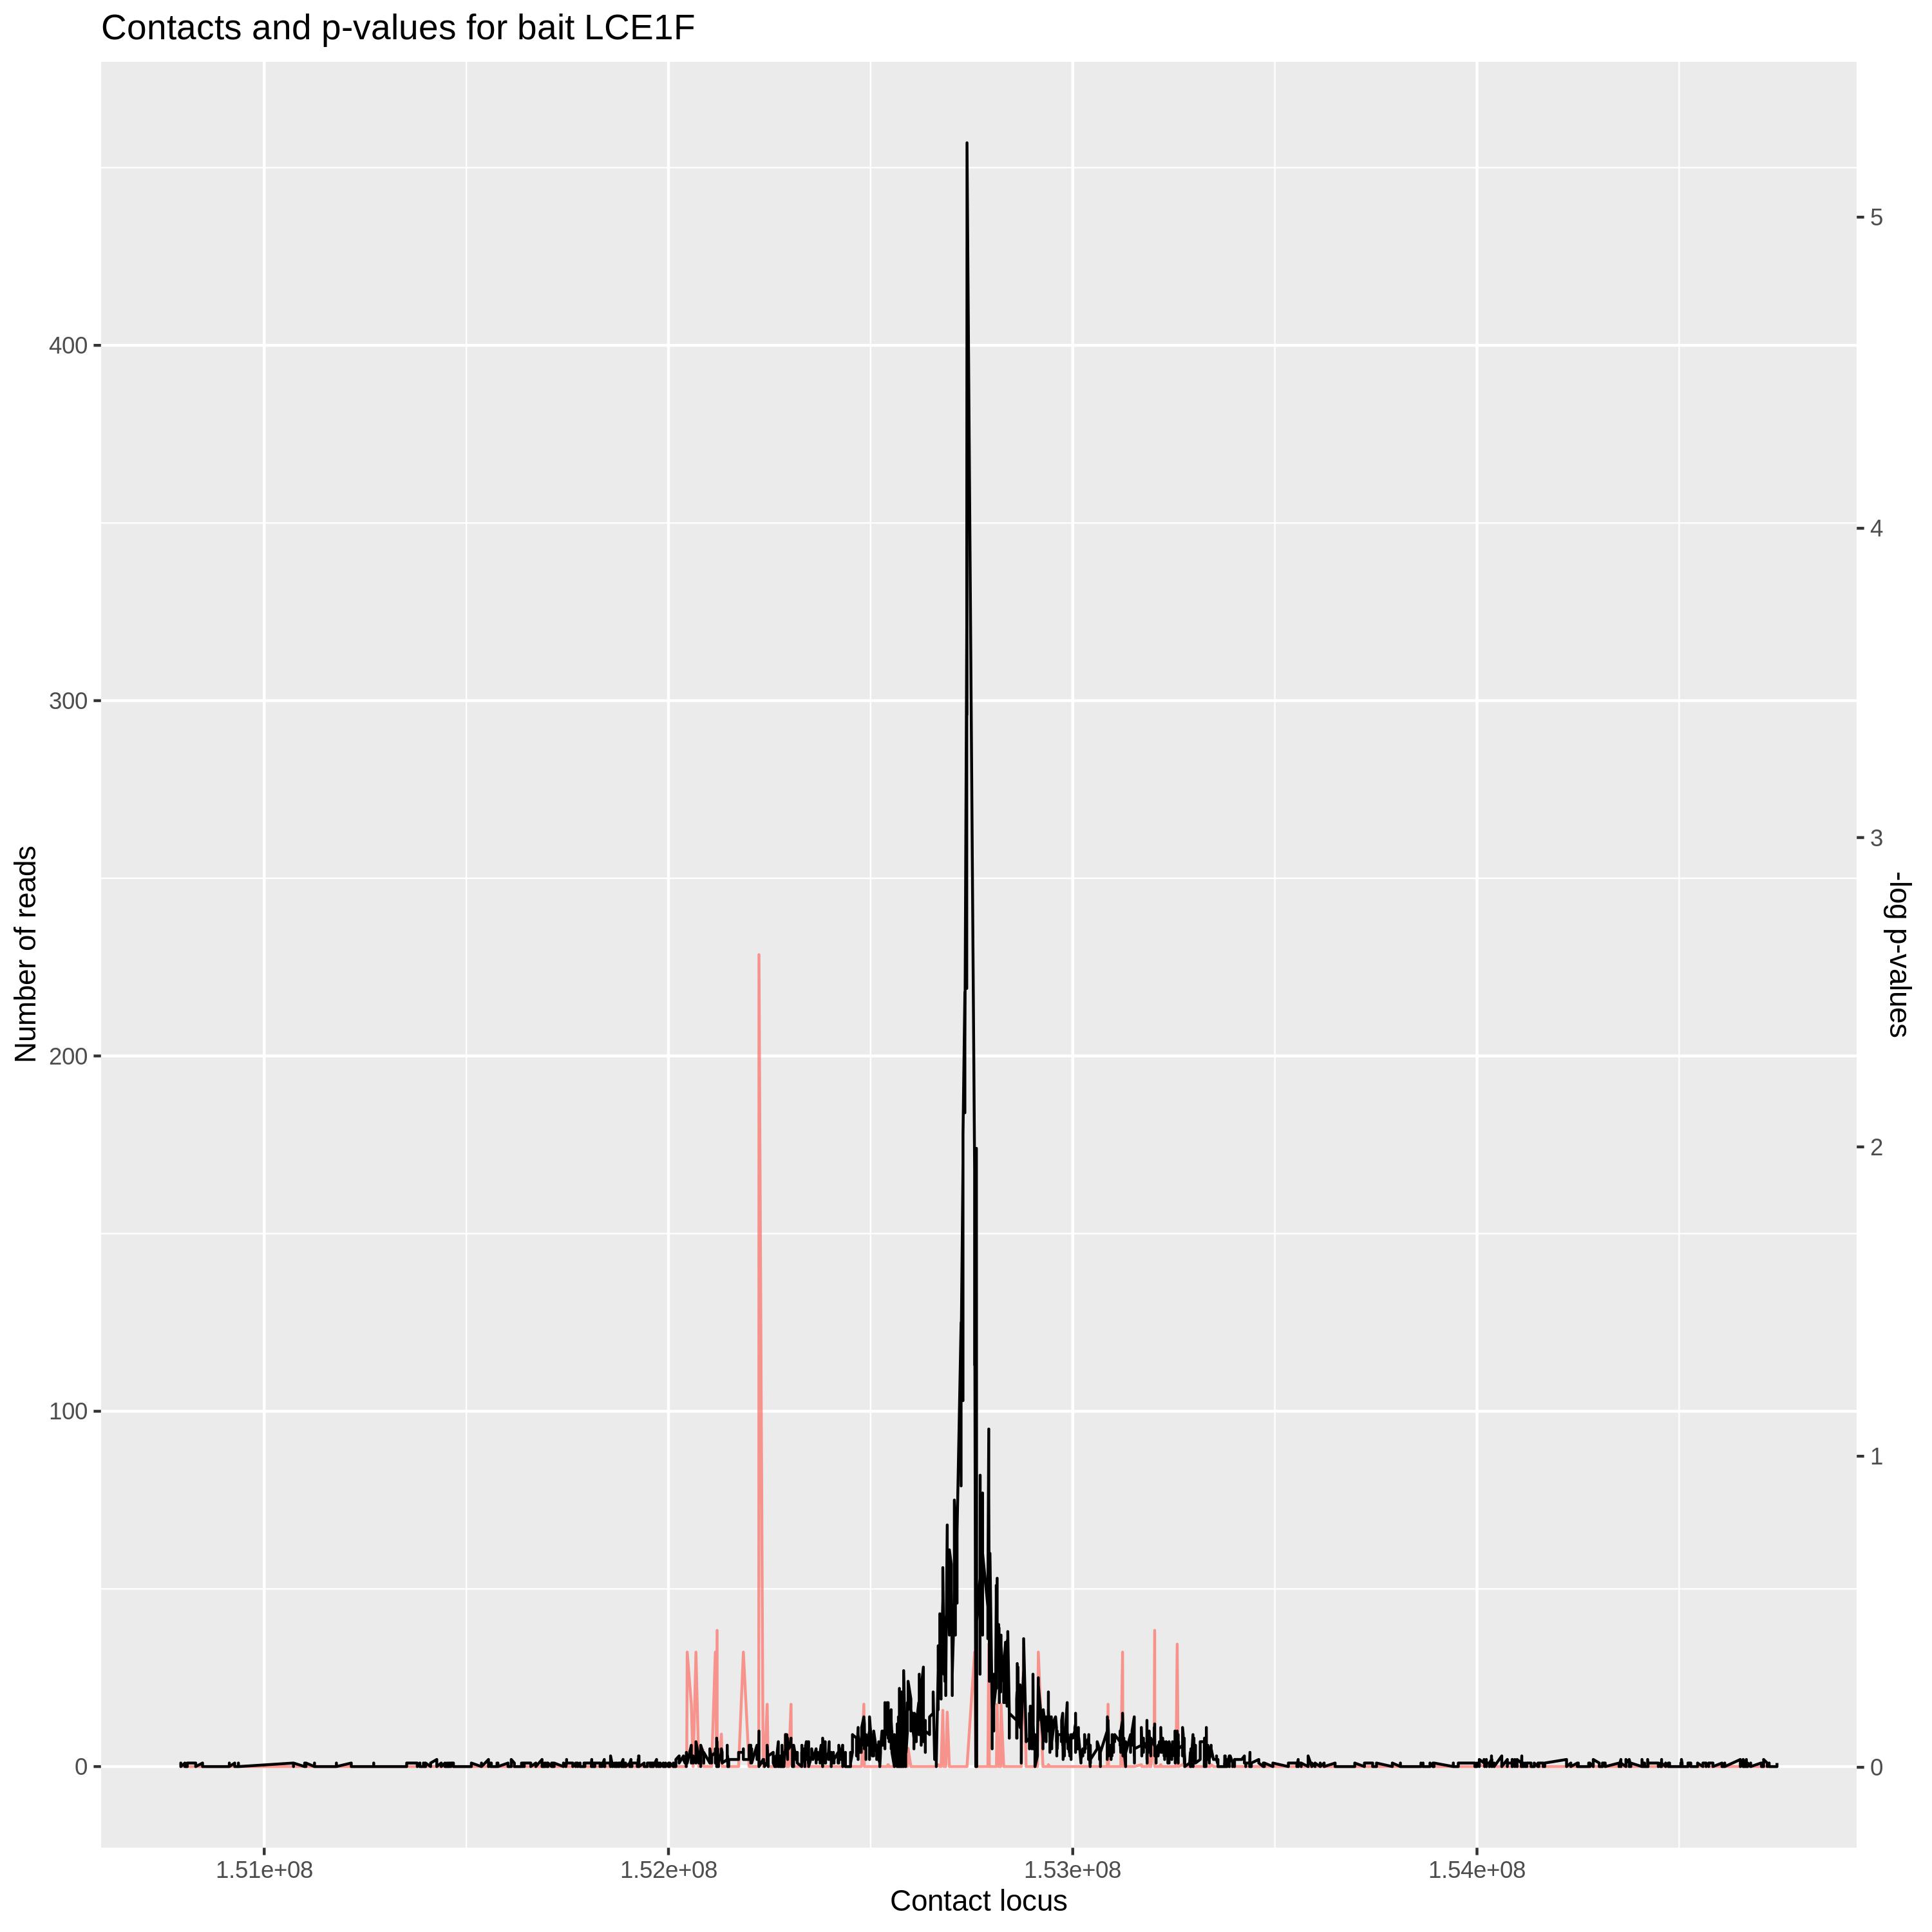 Contacts and p-values for bait LCE1F
Number of reads
400
300
200
100
0
5
4
3
2
1
0
-log p-values
1.51e+08
1.52e+08
1.53e+08
1.54e+08
Contact locus